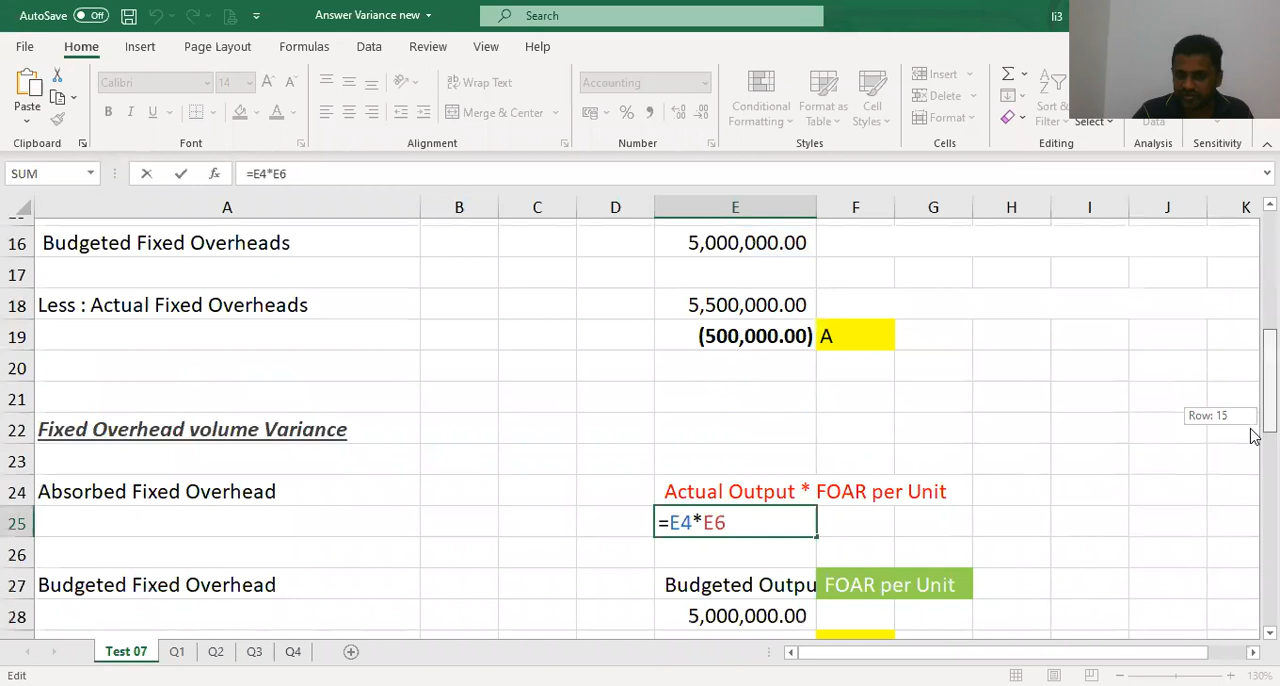 AutoSave Off Answer Variance new Search li3
File Home Insert Page Layout Formulas Data Review View Help
Paste Calibri 14 A A Wrap Text Accounting Conditional Formatting Format as Table Cell Styles Insert Delete Format Sort & Select Data
B I U A Merge & Center % ,
Clipboard Font Alignment Number Styles Cells Editing Analysis Sensitivity
SUM fx =E4*E6
A B C D E F G H I J K
16 Budgeted Fixed Overheads 5,000,000.00
17
18 Less : Actual Fixed Overheads 5,500,000.00
19 (500,000.00) A
20
21
Row: 15
22 Fixed Overhead volume Variance
23
24 Absorbed Fixed Overhead Actual Output * FOAR per Unit
25 =E4*E6
26
27 Budgeted Fixed Overhead Budgeted Outpu FOAR per Unit
28 5,000,000.00
Test 07 Q1 Q2 Q3 Q4
Edit 130%